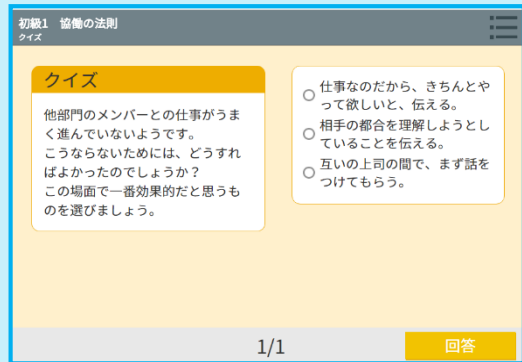 初級1 協働の法則
クイズ
クイズ
他部門のメンバーとの仕事がうま
く進んでいないようです。
こうならないためには、どうすれ
ばよかったのでしょうか？
この場面で一番効果的だと思うも
のを選びましょう。
仕事なのだから、きちんとや
って欲しいと、伝える。
相手の都合を理解しようとし
ていることを伝える。
互いの上司の間で、まず話を
つけてもらう。
1/1
回答